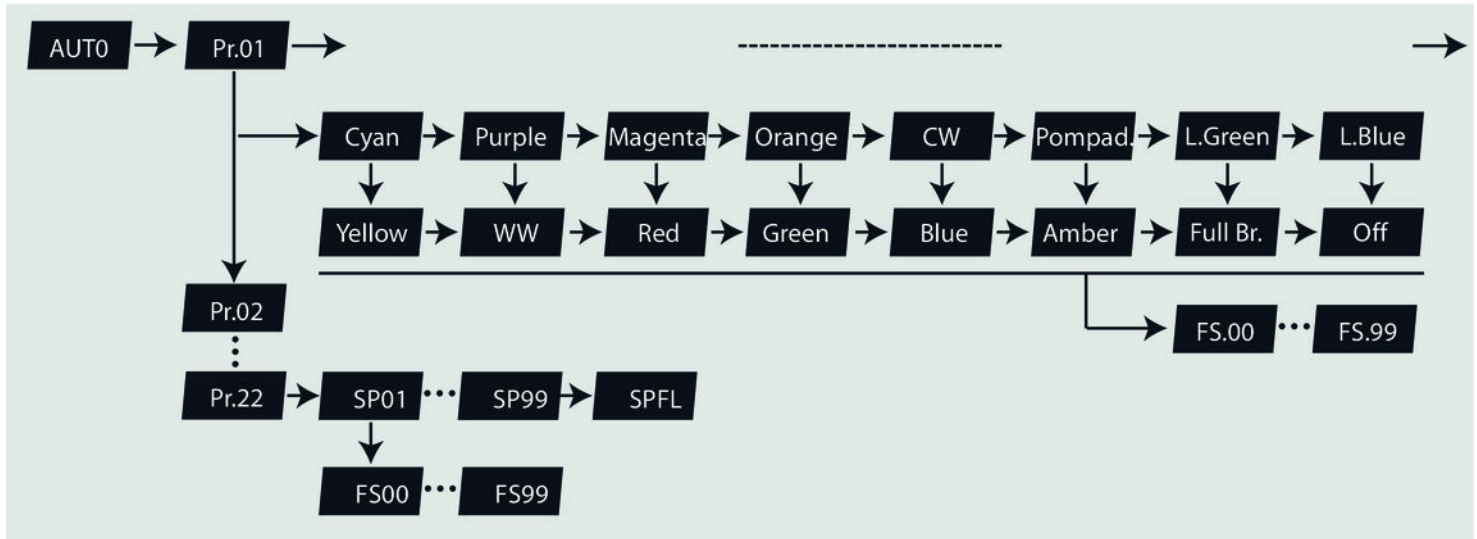 AUTO Pr.01
Cyan Purple Magenta Orange CW Pompad. L.Green L.Blue
Yellow WW Red Green Blue Amber Full Br. Off
Pr.02
FS.00 FS.99
Pr.22 SP01 SP99 SPFL
FS00 FS99